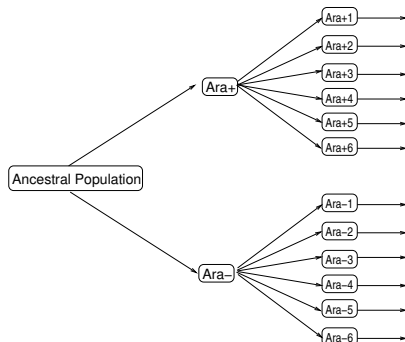 Ara+1
Ara+2
Ara+3
Ara+
Ara+4
Ara+5
Ara+6
Ancestral Population
Ara−1
Ara−2
Ara−3
Ara−
Ara−4
Ara−5
Ara−6